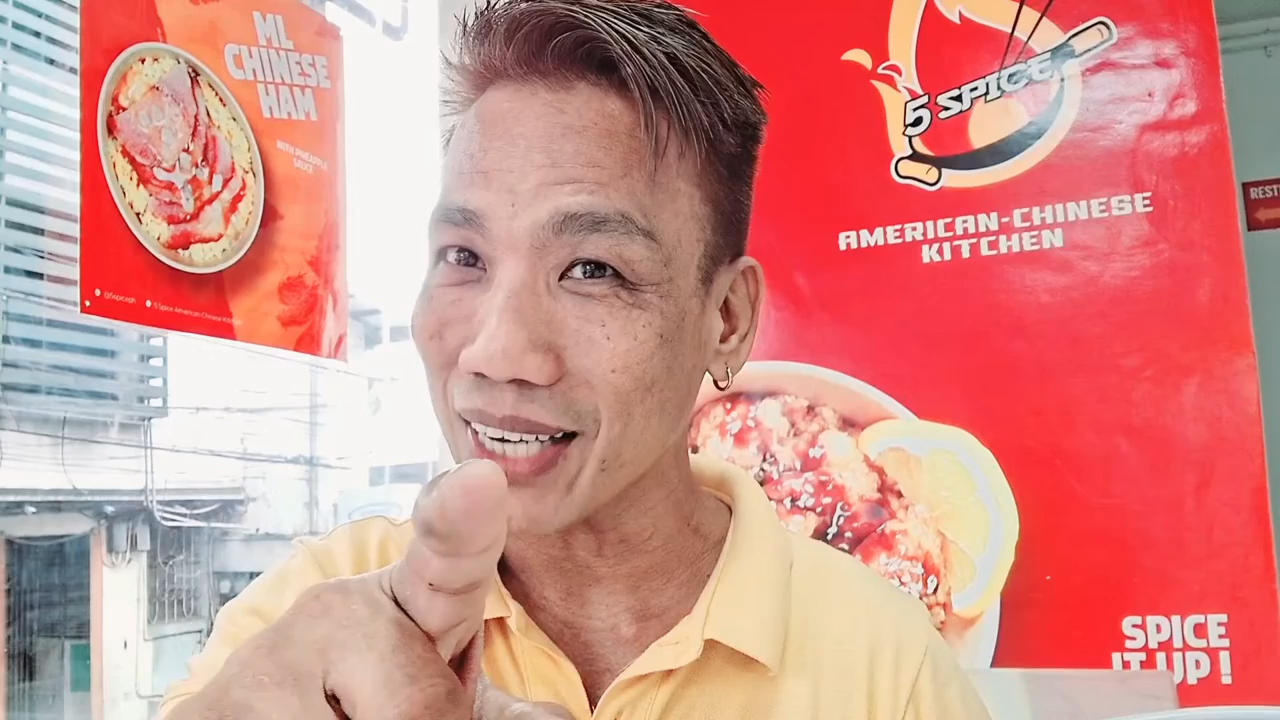 ML
CHINESE
HAM
WITH PINEAPPLE
SAUCE
@5spiceph
5 Spice American-Chinese Kitchen
5 SPICE
AMERICAN-CHINESE
KITCHEN
SPICE
IT UP !
REST